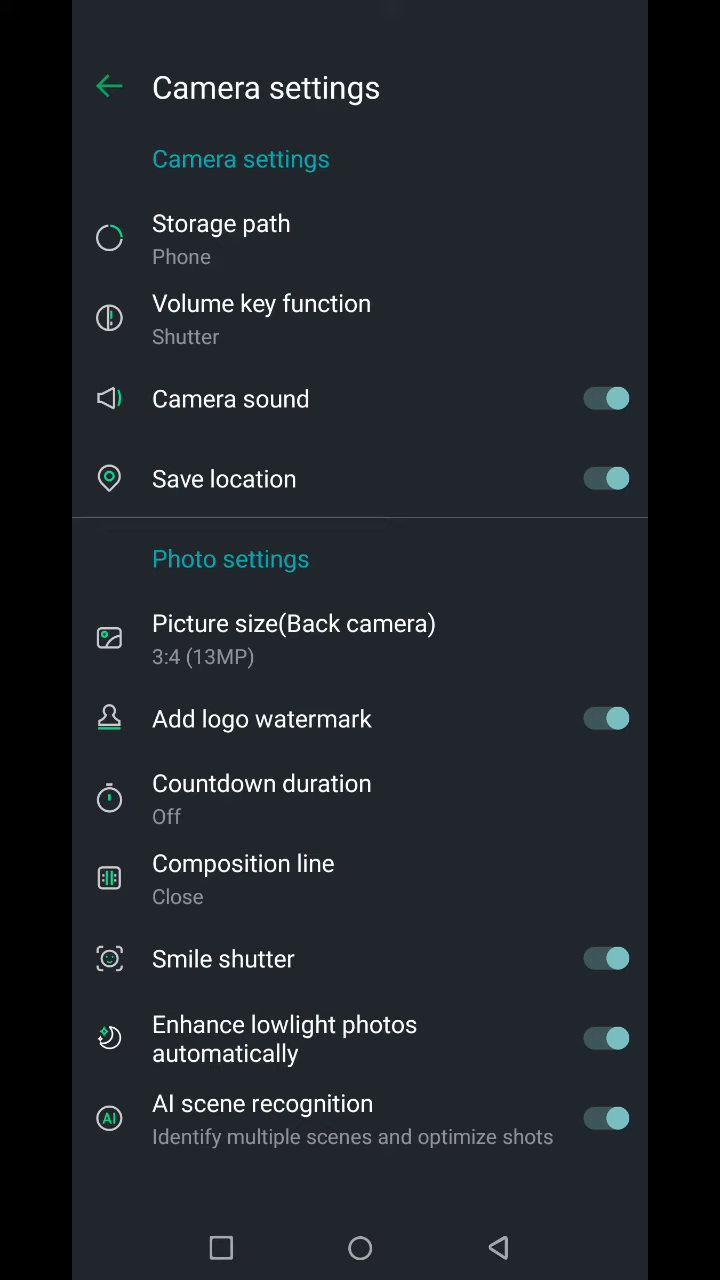 Camera settings
Camera settings
Storage path
Phone
Volume key function
Shutter
Camera sound
Save location
Photo settings
Picture size(Back camera)
3:4 (13MP)
Add logo watermark
Countdown duration
Off
Composition line
Close
Smile shutter
Enhance lowlight photos
automatically
AI
AI scene recognition
Identify multiple scenes and optimize shots